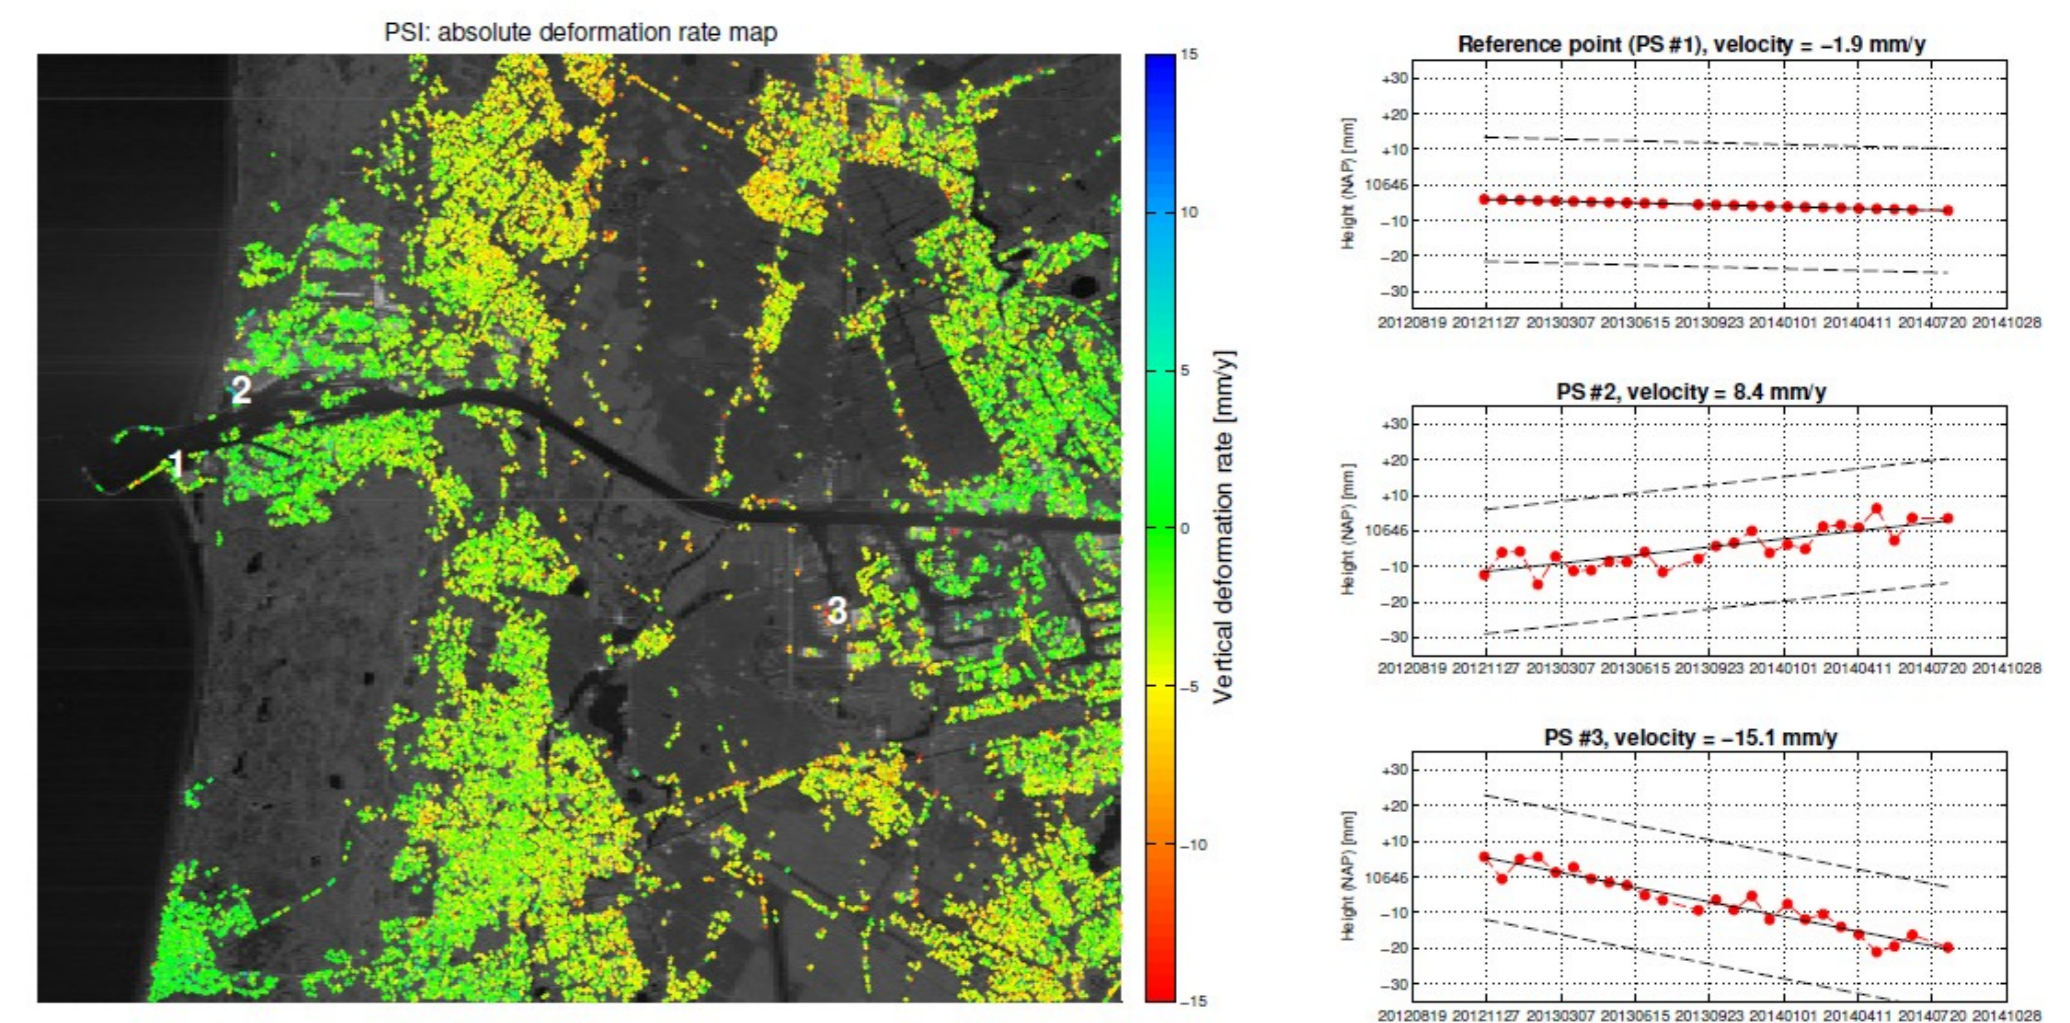 PSI: absolute deformation rate map
2
1
3
15
10
5
0
−5
−10
−15
Vertical deformation rate [mm/y]
Reference point (PS #1), velocity = −1.9 mm/y
+30
+20
+10
10645
−10
−20
−30
Height (NAP) [mm]
20120819 20121127 20130307 20130615 20130923 20140101 20140411 20140720 20141028
PS #2, velocity = 8.4 mm/y
+30
+20
+10
10645
−10
−20
−30
Height (NAP) [mm]
20120819 20121127 20130307 20130615 20130923 20140101 20140411 20140720 20141028
PS #3, velocity = −15.1 mm/y
+30
+20
+10
10645
−10
−20
−30
Height (NAP) [mm]
20120819 20121127 20130307 20130615 20130923 20140101 20140411 20140720 20141028